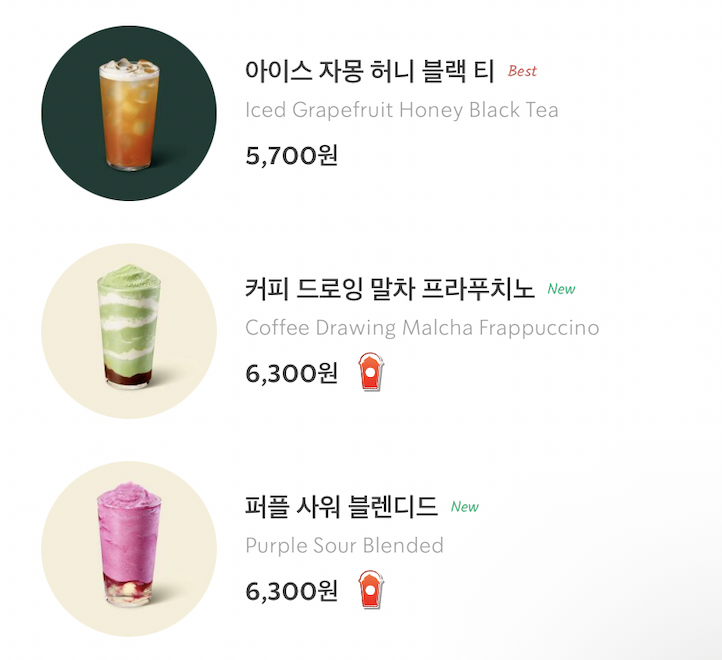 아이스 자몽 허니 블랙 티 Best
Iced Grapefruit Honey Black Tea
5,700원
커피 드로잉 말차 프라푸치노 New
Coffee Drawing Malcha Frappuccino
6,300원
퍼플 사워 블렌디드 New
Purple Sour Blended
6,300원